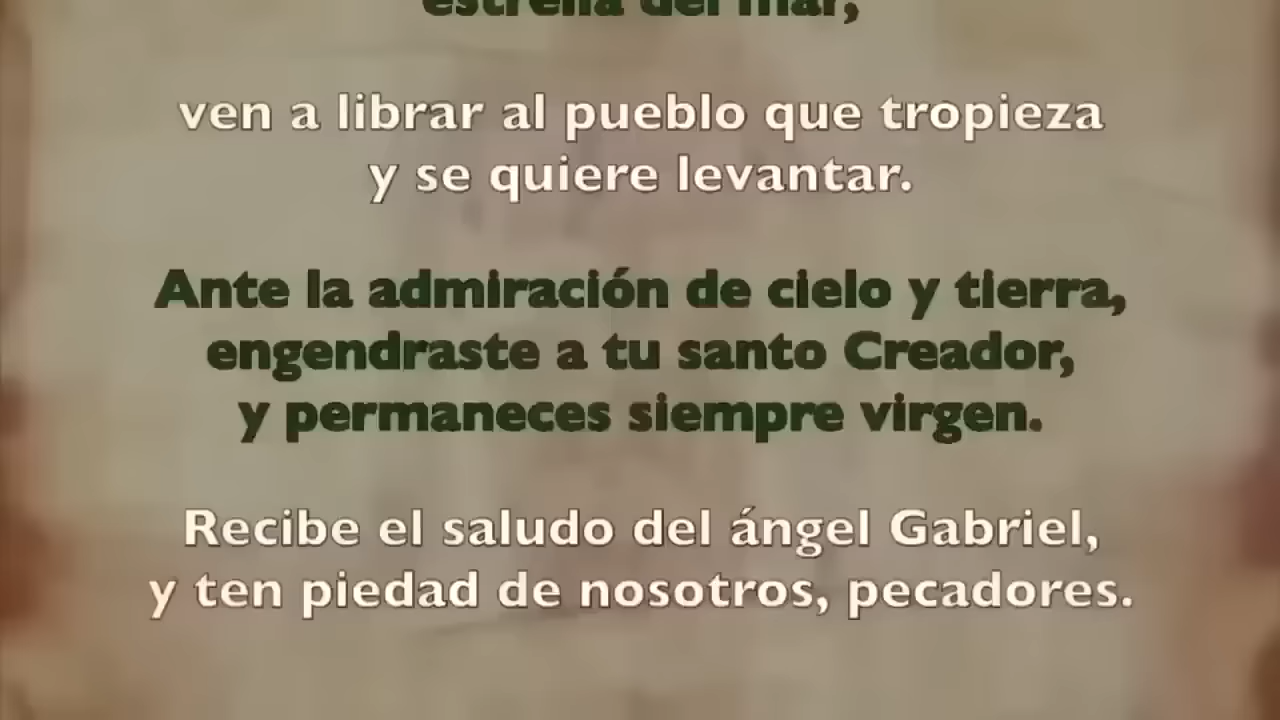 estrella del mar,
ven a librar al pueblo que tropieza
y se quiere levantar.
Ante la admiración de cielo y tierra,
engendraste a tu santo Creador,
y permaneces siempre virgen.
Recibe el saludo del ángel Gabriel,
y ten piedad de nosotros, pecadores.